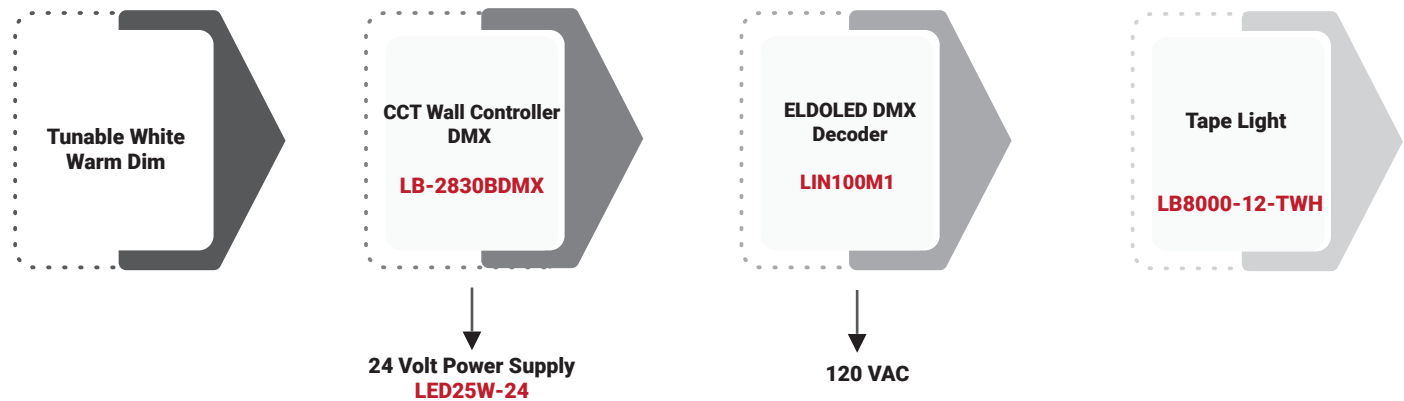 Tunable White
Warm Dim
CCT Wall Controller
DMX
LB-2830BDMX
24 Volt Power Supply
LED25W-24
ELDOLED DMX
Decoder
LIN100M1
120 VAC
Tape Light
LB8000-12-TWH